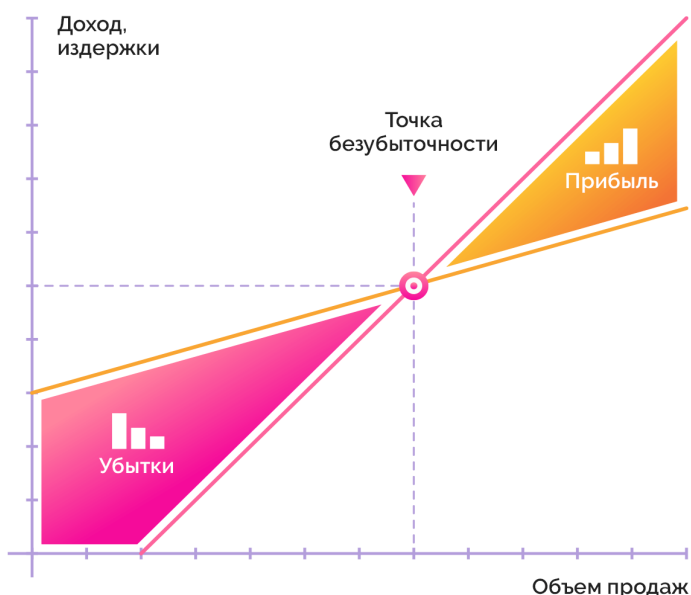 Доход,
издержки
Точка
безубыточности
Прибыль
Убытки
Объем продаж